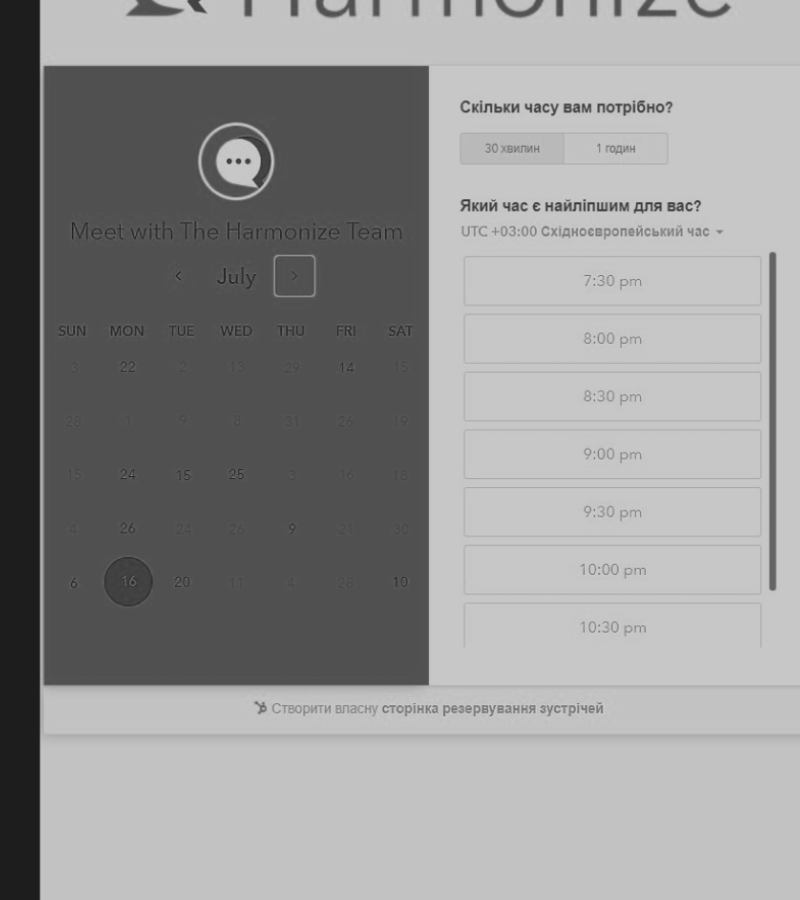 Harmonize
Meet with The Harmonize Team
July
SUN MON TUE WED THU FRI SAT
3 22 2 13 29 14 15
28 1 9 8 31 26 19
15 24 15 25 3 16 18
4 26 24 26 9 21 30
6 16 20 11 4 28 10
Скільки часу вам потрібно?
30 хвилин 1 годин
Який час є найліпшим для вас?
UTC +03:00 Східноєвропейський час
7:30 pm
8:00 pm
8:30 pm
9:00 pm
9:30 pm
10:00 pm
10:30 pm
Створити власну сторінка резервування зустрічей